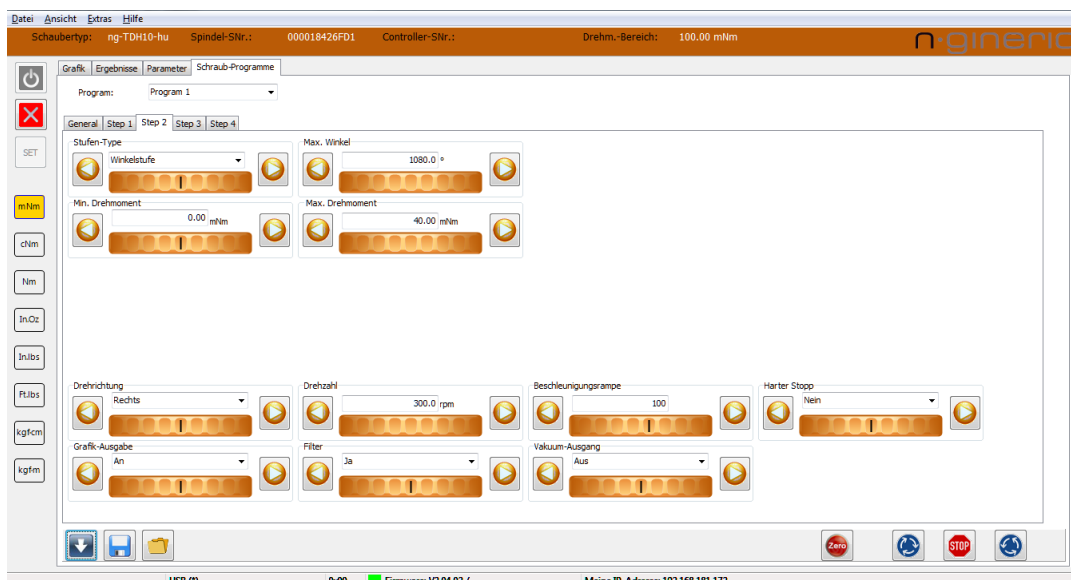 Datei Ansicht Extras Hilfe
Schaubertyp: ng-TDH10-hu Spindel-SNr.: 000018426FD1 Controller-SNr.: Drehm.-Bereich: 100.00 mNm
n·gineric
Grafik Ergebnisse Parameter Schraub-Programme
Program: Program 1
General Step 1 Step 2 Step 3 Step 4
SET
mNm
cNm
Nm
In.Oz
In.lbs
Ft.lbs
kgf-cm
kgf-m
Stufen-Type Max. Winkel
Winkelstufe 1080.0 °
Min. Drehmoment Max. Drehmoment
0.00 mNm 40.00 mNm
Drehrichtung Drehzahl Beschleunigungsrampe Harter Stopp
Rechts 300.0 rpm 100 Nein
Grafik-Ausgabe Filter Vakuum-Ausgang
An Ja Aus
Zero STOP